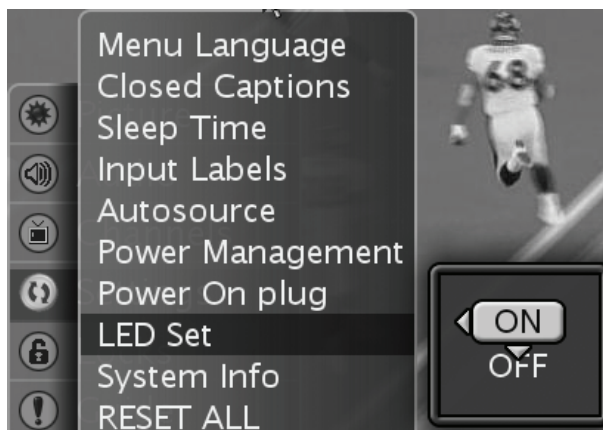 Menu Language
Closed Captions
Sleep Time
Input Labels
Autosource
Power Management
Power On plug
LED Set
System Info
RESET ALL
ON
OFF
68